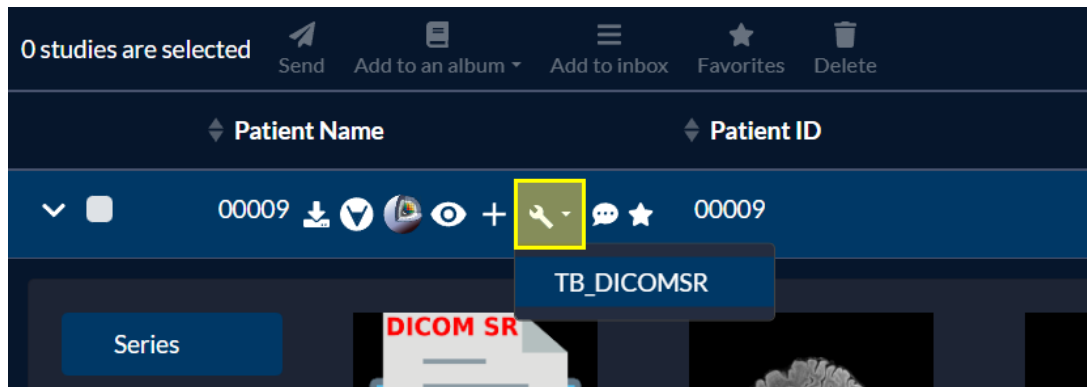 0 studies are selected
Send Add to an album Add to inbox Favorites Delete
Patient Name Patient ID
00009 00009
TB_DICOMSR
Series
DICOM SR